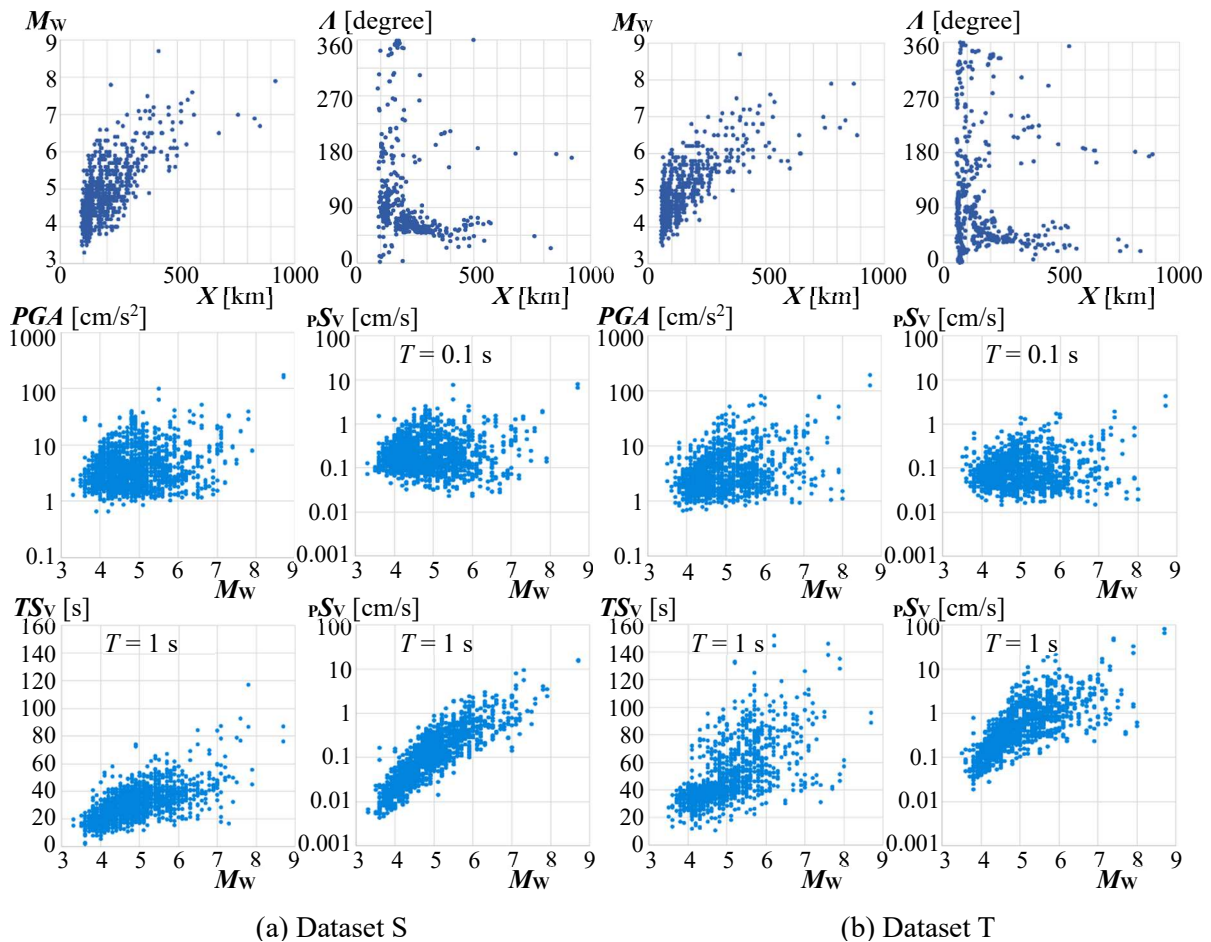 Mw
9
8
7
6
5
4
3
0 500 1000
X [km]
Λ [degree]
360
270
180
90
0
0 500 1000
X [km]
Mw
9
8
7
6
5
4
3
0 500 1000
X [km]
Λ [degree]
360
270
180
90
0
0 500 1000
X [km]
PGA [cm/s²]
1000
100
10
1
0.1
3 4 5 6 7 8 9
Mw
pSv (cm/s)
T = 0.1 s
100
10
1
0.1
0.01
0.001
3 4 5 6 7 8 9
Mw
PGA [cm/s²]
1000
100
10
1
0.1
3 4 5 6 7 8 9
Mw
pSv [cm/s]
T = 0.1 s
100
10
1
0.1
0.01
0.001
3 4 5 6 7 8 9
Mw
TSv [s]
T = 1 s
160
140
120
100
80
60
40
20
0
3 4 5 6 7 8 9
Mw
pSv [cm/s]
T = 1 s
100
10
1
0.1
0.01
0.001
3 4 5 6 7 8 9
Mw
TSv [s]
T = 1 s
160
140
120
100
80
60
40
20
0
3 4 5 6 7 8 9
Mw
pSv [cm/s]
T = 1 s
100
10
1
0.1
0.01
0.001
3 4 5 6 7 8 9
Mw
(a) Dataset S
(b) Dataset T